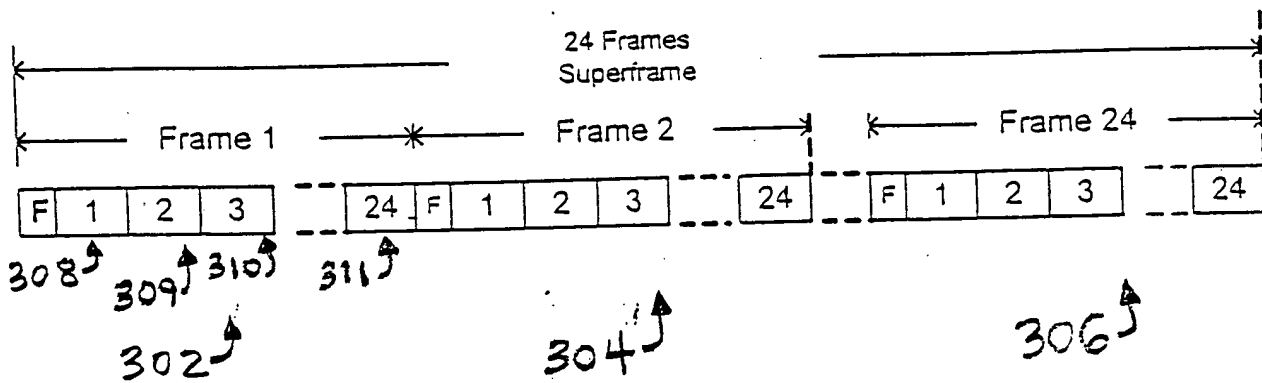 24 Frames
Superframe
Frame 1 Frame 2 Frame 24
F 1 2 3 24 F 1 2 3 24 F 1 2 3 24
308 309 310 311
302 304 306